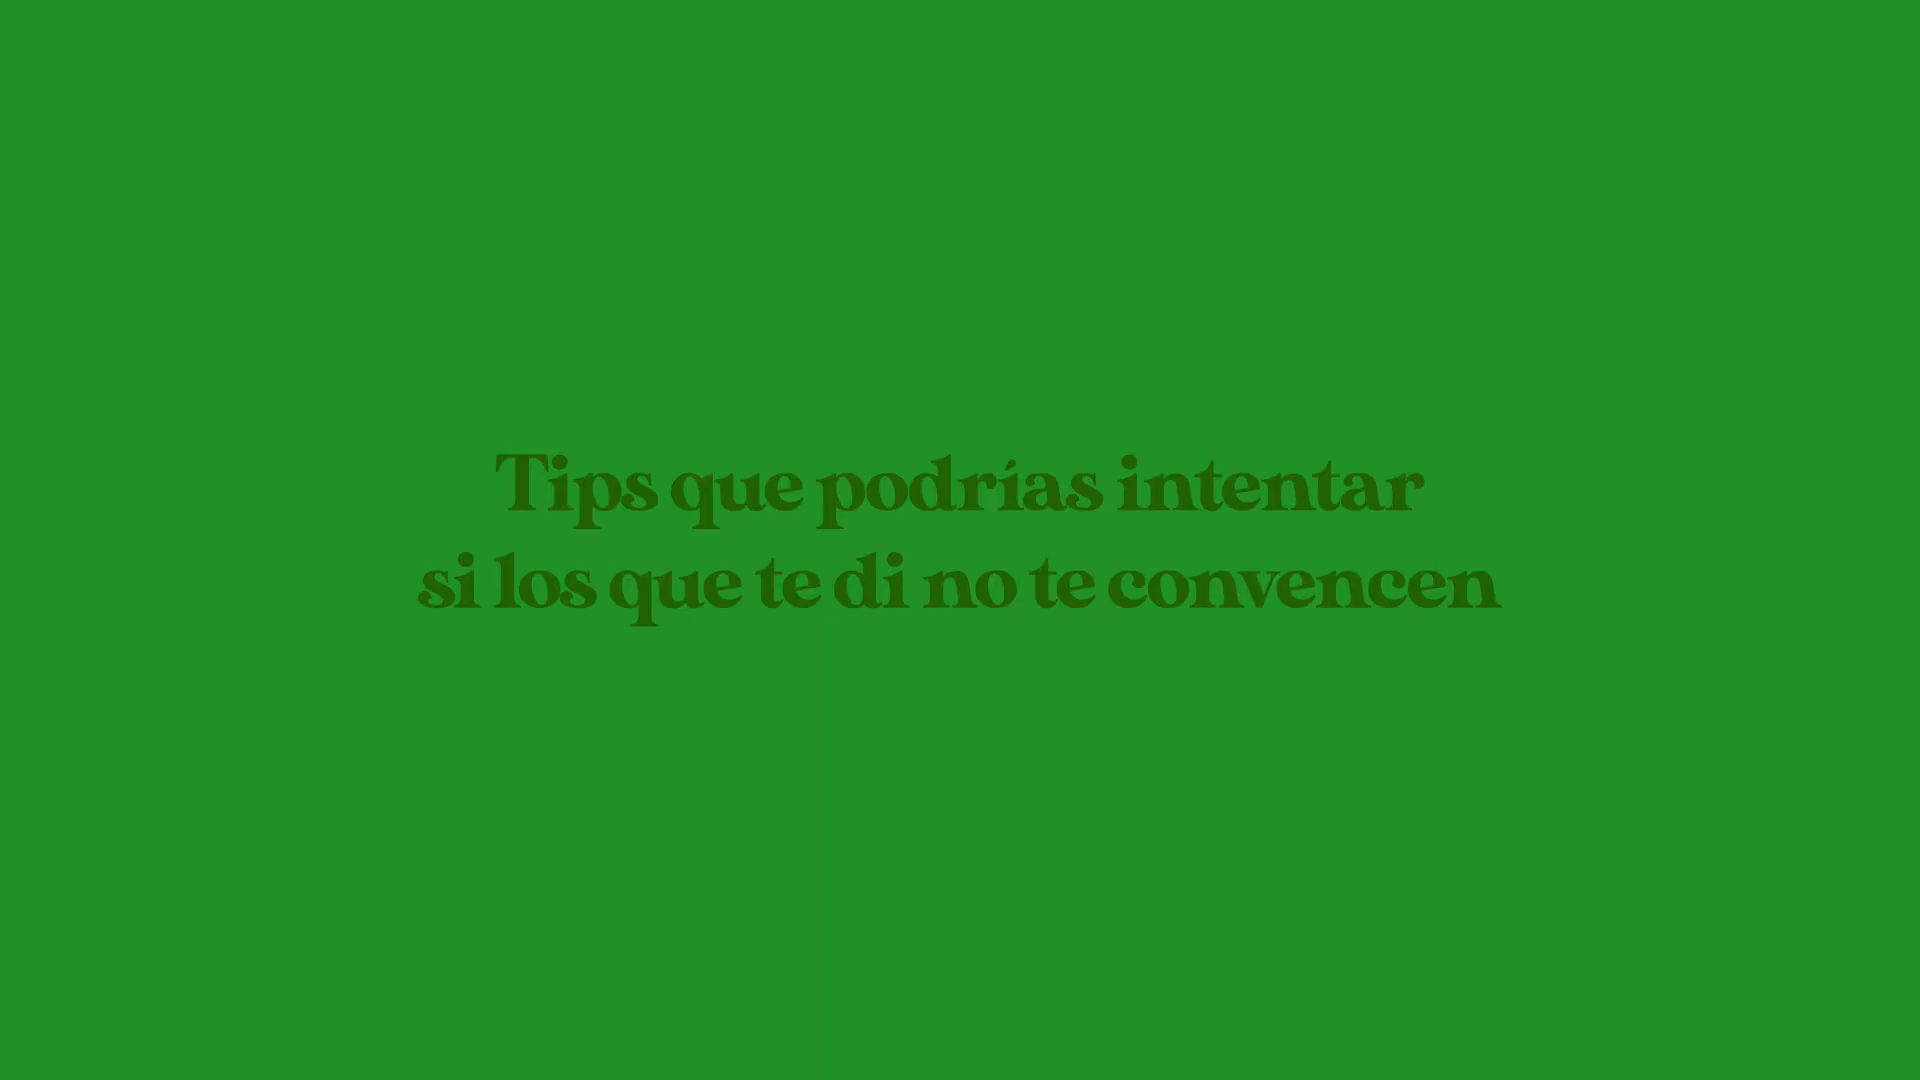 Tips que podrías intentar
si los que te di no te convencen